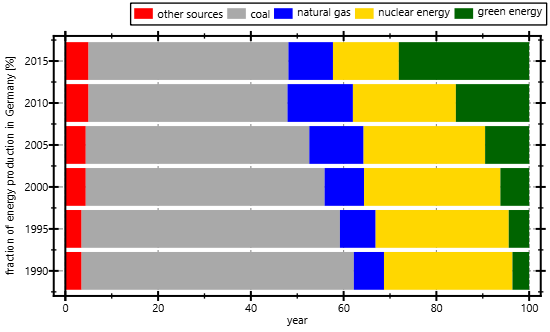 other sources coal natural gas nuclear energy green energy
fraction of energy production in Germany [%]
2015
2010
2005
2000
1995
1990
0 20 40 60 80 100
year